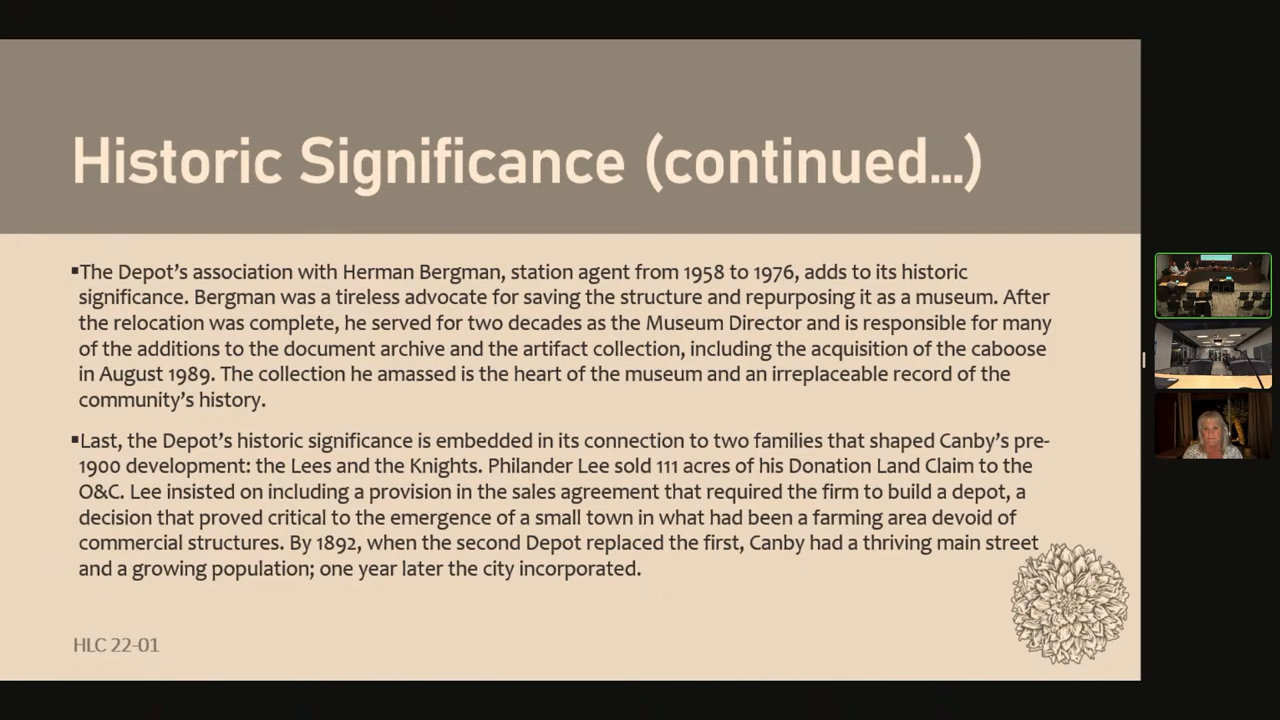 Historic Significance (continued...)
▪The Depot's association with Herman Bergman, station agent from 1958 to 1976, adds to its historic
significance. Bergman was a tireless advocate for saving the structure and repurposing it as a museum. After
the relocation was complete, he served for two decades as the Museum Director and is responsible for many
of the additions to the document archive and the artifact collection, including the acquisition of the caboose
in August 1989. The collection he amassed is the heart of the museum and an irreplaceable record of the
community's history.
▪Last, the Depot's historic significance is embedded in its connection to two families that shaped Canby's pre-
1900 development: the Lees and the Knights. Philander Lee sold 111 acres of his Donation Land Claim to the
O&C. Lee insisted on including a provision in the sales agreement that required the firm to build a depot, a
decision that proved critical to the emergence of a small town in what had been a farming area devoid of
commercial structures. By 1892, when the second Depot replaced the first, Canby had a thriving main street
and a growing population; one year later the city incorporated.
HLC 22-01